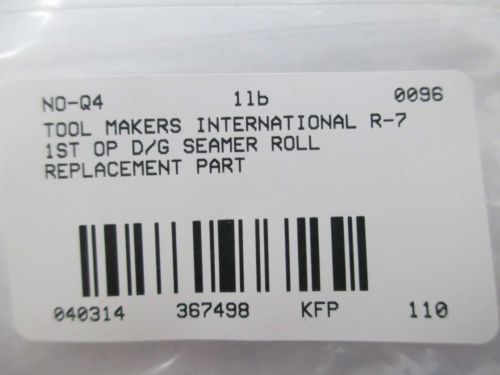 NO-Q4 1lb 0096
TOOL MAKERS INTERNATIONAL R-7
1ST OP D/G SEAMER ROLL
REPLACEMENT PART
040314 367498 KFP 110